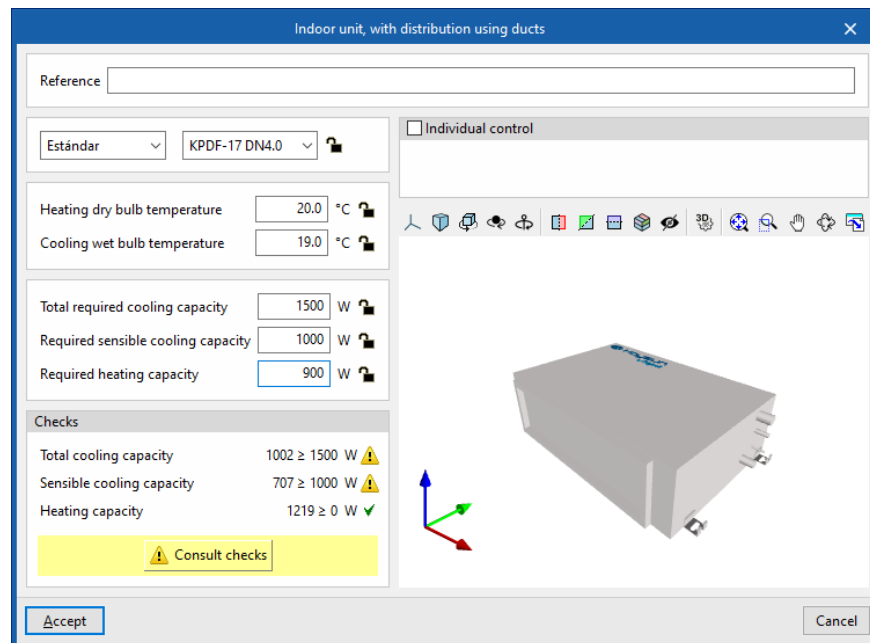 Indoor unit, with distribution using ducts
Reference
Estándar KPDF-17 DN4.0
Individual control
Heating dry bulb temperature 20.0 °C
Cooling wet bulb temperature 19.0 °C
3D
Total required cooling capacity 1500 W
Required sensible cooling capacity 1000 W
Required heating capacity 900 W
Checks
Total cooling capacity 1002 ≥ 1500 W
Sensible cooling capacity 707 ≥ 1000 W
Heating capacity 1219 ≥ 0 W
Consult checks
Accept Cancel